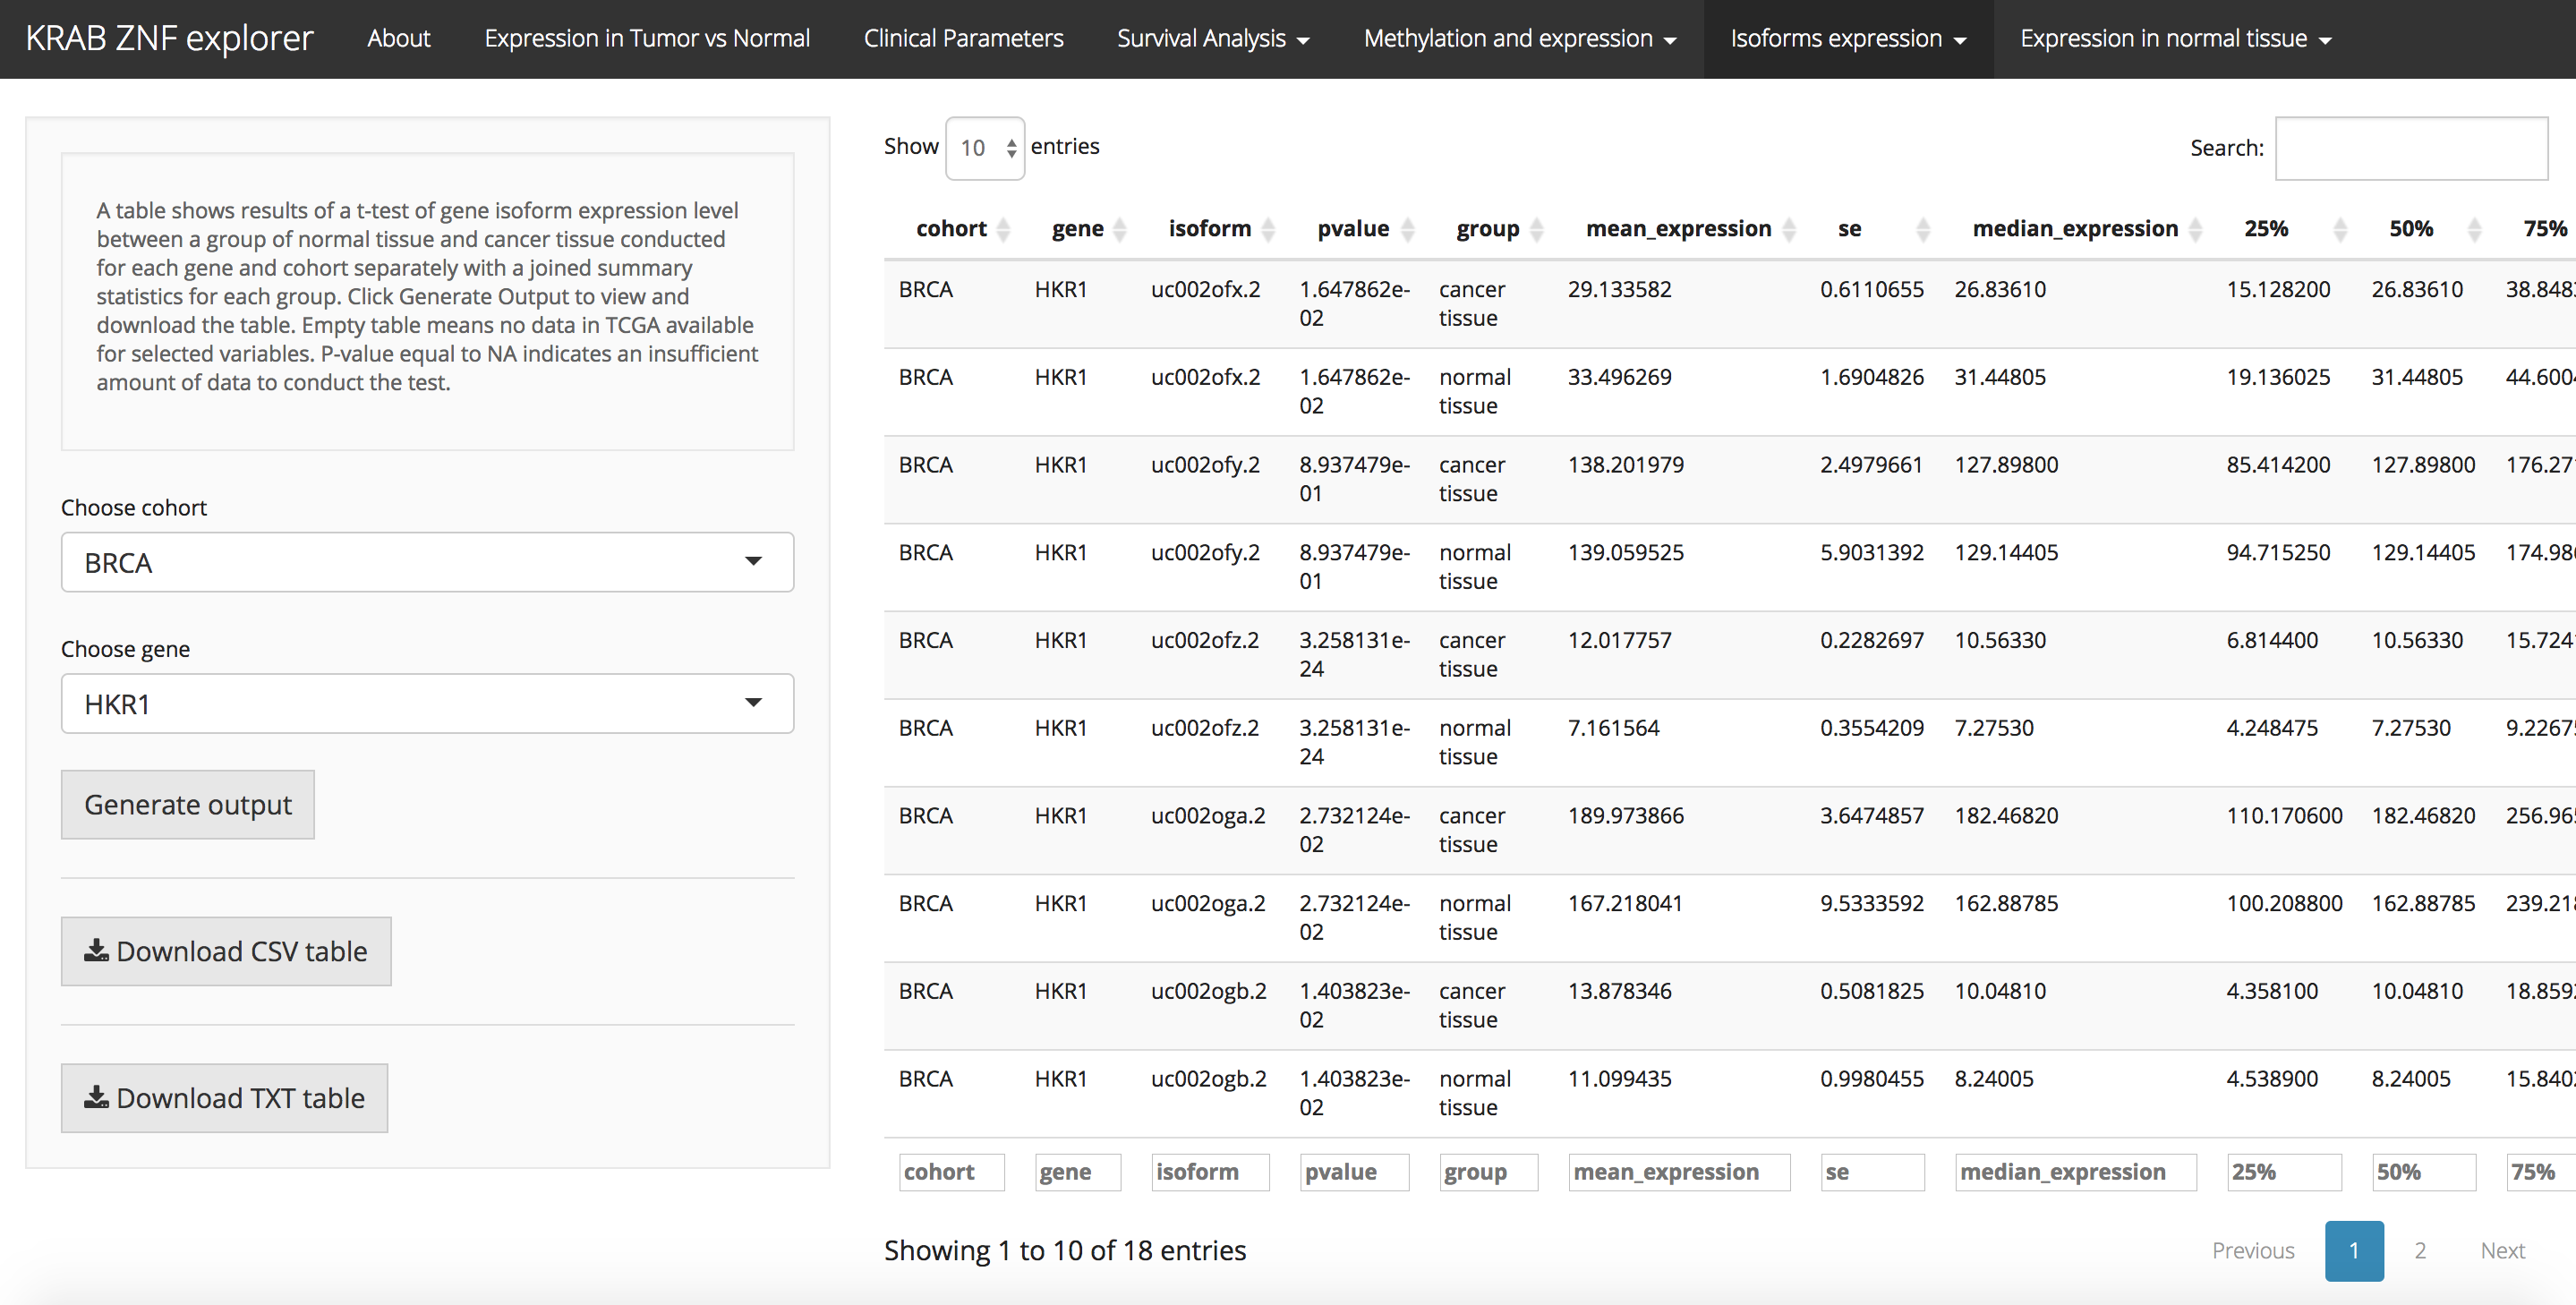 KRAB ZNF explorer About Expression in Tumor vs Normal Clinical Parameters Survival Analysis Methylation and expression Isoforms expression Expression in normal tissue
A table shows results of a t-test of gene isoform expression level
between a group of normal tissue and cancer tissue conducted
for each gene and cohort separately with a joined summary
statistics for each group. Click Generate Output to view and
download the table. Empty table means no data in TCGA available
for selected variables. P-value equal to NA indicates an insufficient
amount of data to conduct the test.
Choose cohort
BRCA
Choose gene
HKR1
Generate output
Download CSV table
Download TXT table
Show 10 entries
Search:
cohort gene isoform pvalue group mean_expression se median_expression 25% 50% 75%
BRCA HKR1 uc002ofx.2 1.647862e- cancer 29.133582 0.6110655 26.83610 15.128200 26.83610 38.848
02 tissue
BRCA HKR1 uc002ofx.2 1.647862e- normal 33.496269 1.6904826 31.44805 19.136025 31.44805 44.600
02 tissue
BRCA HKR1 uc002ofy.2 8.937479e- cancer 138.201979 2.4979661 127.89800 85.414200 127.89800 176.27
01 tissue
BRCA HKR1 uc002ofy.2 8.937479e- normal 139.059525 5.9031392 129.14405 94.715250 129.14405 174.98
01 tissue
BRCA HKR1 uc002ofz.2 3.258131e- cancer 12.017757 0.2282697 10.56330 6.814400 10.56330 15.724
24 tissue
BRCA HKR1 uc002ofz.2 3.258131e- normal 7.161564 0.3554209 7.27530 4.248475 7.27530 9.2267
24 tissue
BRCA HKR1 uc002oga.2 2.732124e- cancer 189.973866 3.6474857 182.46820 110.170600 182.46820 256.96
02 tissue
BRCA HKR1 uc002oga.2 2.732124e- normal 167.218041 9.5333592 162.88785 100.208800 162.88785 239.21
02 tissue
BRCA HKR1 uc002ogb.2 1.403823e- cancer 13.878346 0.5081825 10.04810 4.358100 10.04810 18.859
02 tissue
BRCA HKR1 uc002ogb.2 1.403823e- normal 11.099435 0.9980455 8.24005 4.538900 8.24005 15.840
02 tissue
cohort gene isoform pvalue group mean_expression se median_expression 25% 50% 75%
Showing 1 to 10 of 18 entries
Previous 1 2 Next